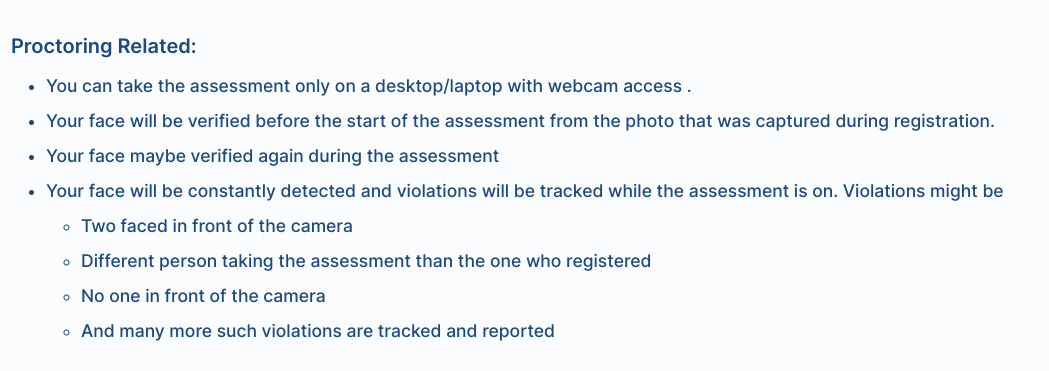 Proctoring Related:
• You can take the assessment only on a desktop/laptop with webcam access .
• Your face will be verified before the start of the assessment from the photo that was captured during registration.
• Your face maybe verified again during the assessment
• Your face will be constantly detected and violations will be tracked while the assessment is on. Violations might be
◦ Two faced in front of the camera
◦ Different person taking the assessment than the one who registered
◦ No one in front of the camera
◦ And many more such violations are tracked and reported